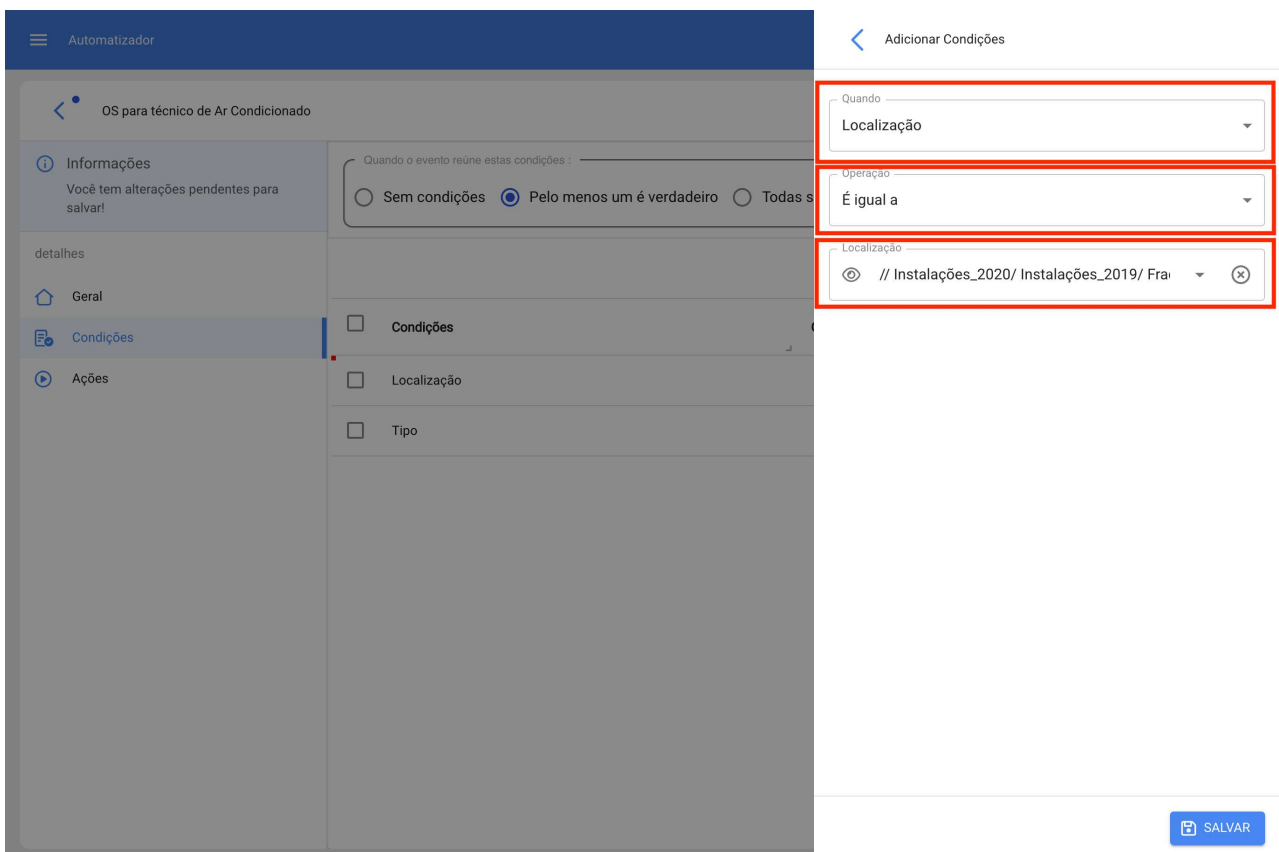 Automatizador
OS para técnico de Ar Condicionado
Informações
Você tem alterações pendentes para
salvar!
detalhes
Geral
Condições
Ações
Quando o evento reúne estas condições :
Sem condições
Pelo menos um é verdadeiro
Todas s
Condições
Localização
Tipo
Adicionar Condições
Quando
Localização
Operação
É igual a
Localização
// Instalações_2020/ Instalações_2019/ Fra
SALVAR